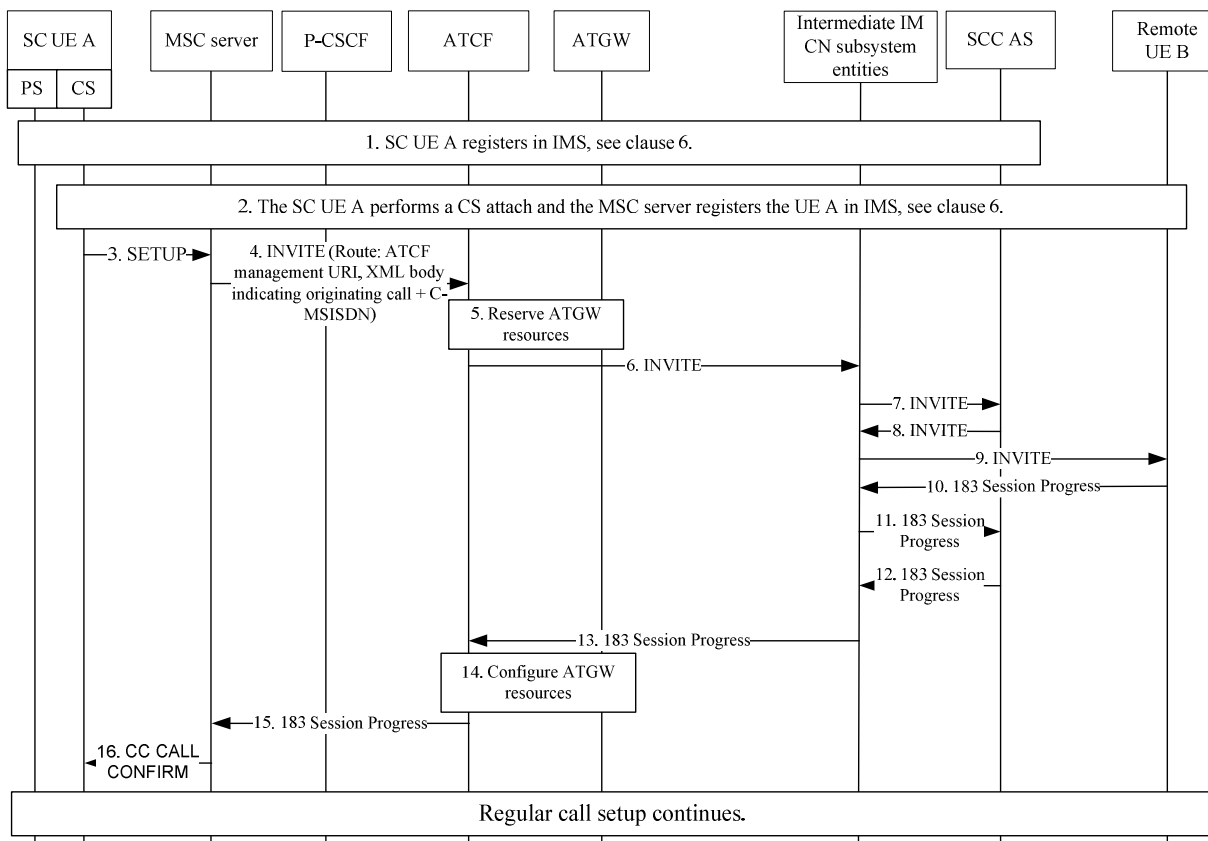 SC UE A
MSC server
P-CSCF
ATCF
ATGW
Intermediate IM
CN subsystem
entities
SCC AS
Remote
UE B
PS
CS
1. SC UE A registers in IMS, see clause 6.
2. The SC UE A performs a CS attach and the MSC server registers the UE A in IMS, see clause 6.
3. SETUP
4. INVITE (Route: ATCF
management URI, XML body
indicating originating call + C-
MSISDN)
5. Reserve ATGW
resources
6. INVITE
7. INVITE
8. INVITE
9. INVITE
10. 183 Session Progress
11. 183 Session
Progress
12. 183 Session
Progress
13. 183 Session Progress
14. Configure ATGW
resources
15. 183 Session Progress
16. CC CALL
CONFIRM
Regular call setup continues.